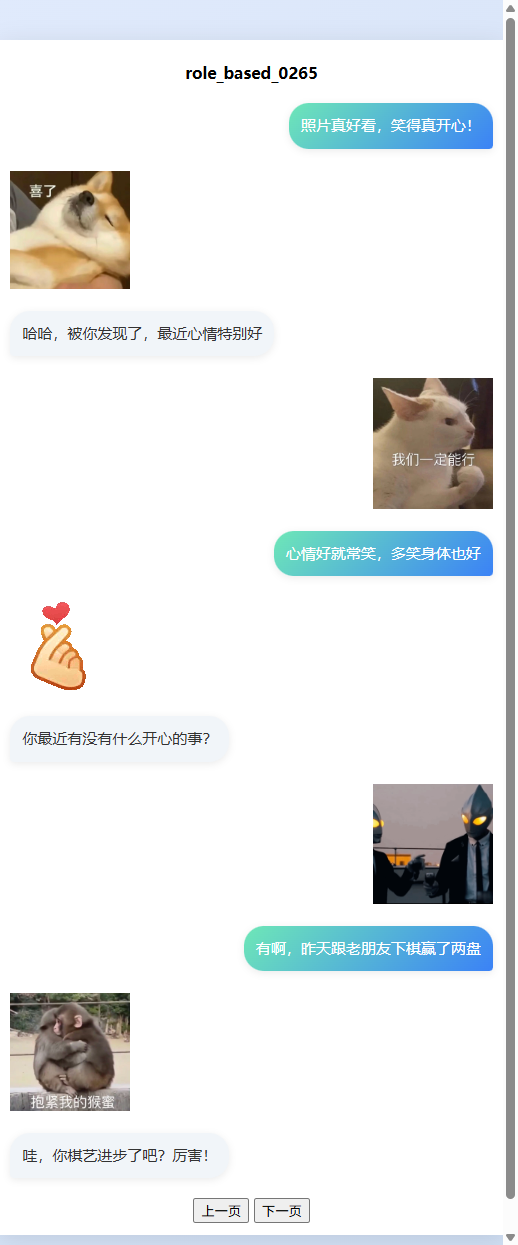 role_based_0265
照片真好看，笑得真开心！
喜了
哈哈，被你发现了，最近心情特别好
我们一定能行
心情好就常笑，多笑身体也好
你最近有没有什么开心的事？
有啊，昨天跟老朋友下棋赢了两盘
抱紧我的猴蜜
哇，你棋艺进步了吧？厉害！
上一页 下一页